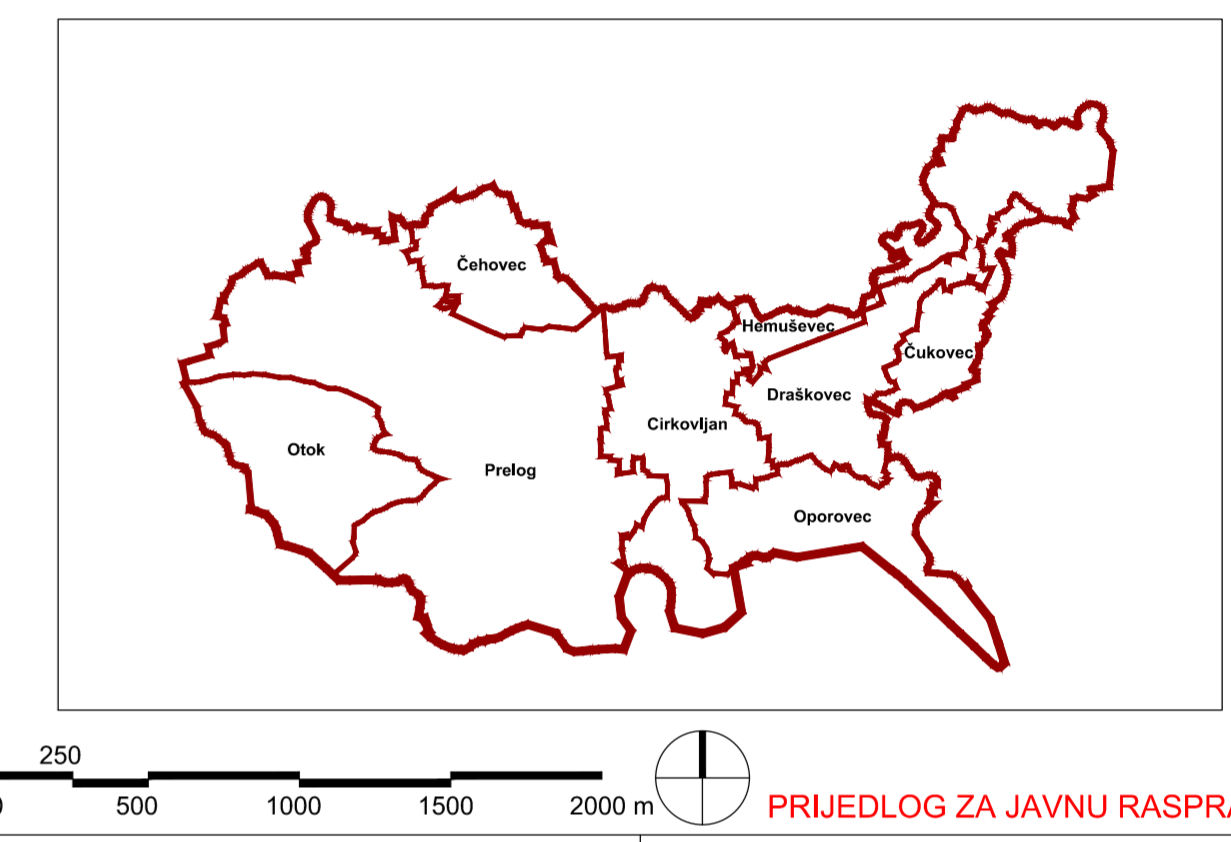 Čehovec
Hemuševec
Čukovec
Draškovec
Cirkovljan
Otok
Prelog
Oporovec
250
0 500 1000 1500 2000 m
PRIJEDLOG ZA JAVNU RASPRA